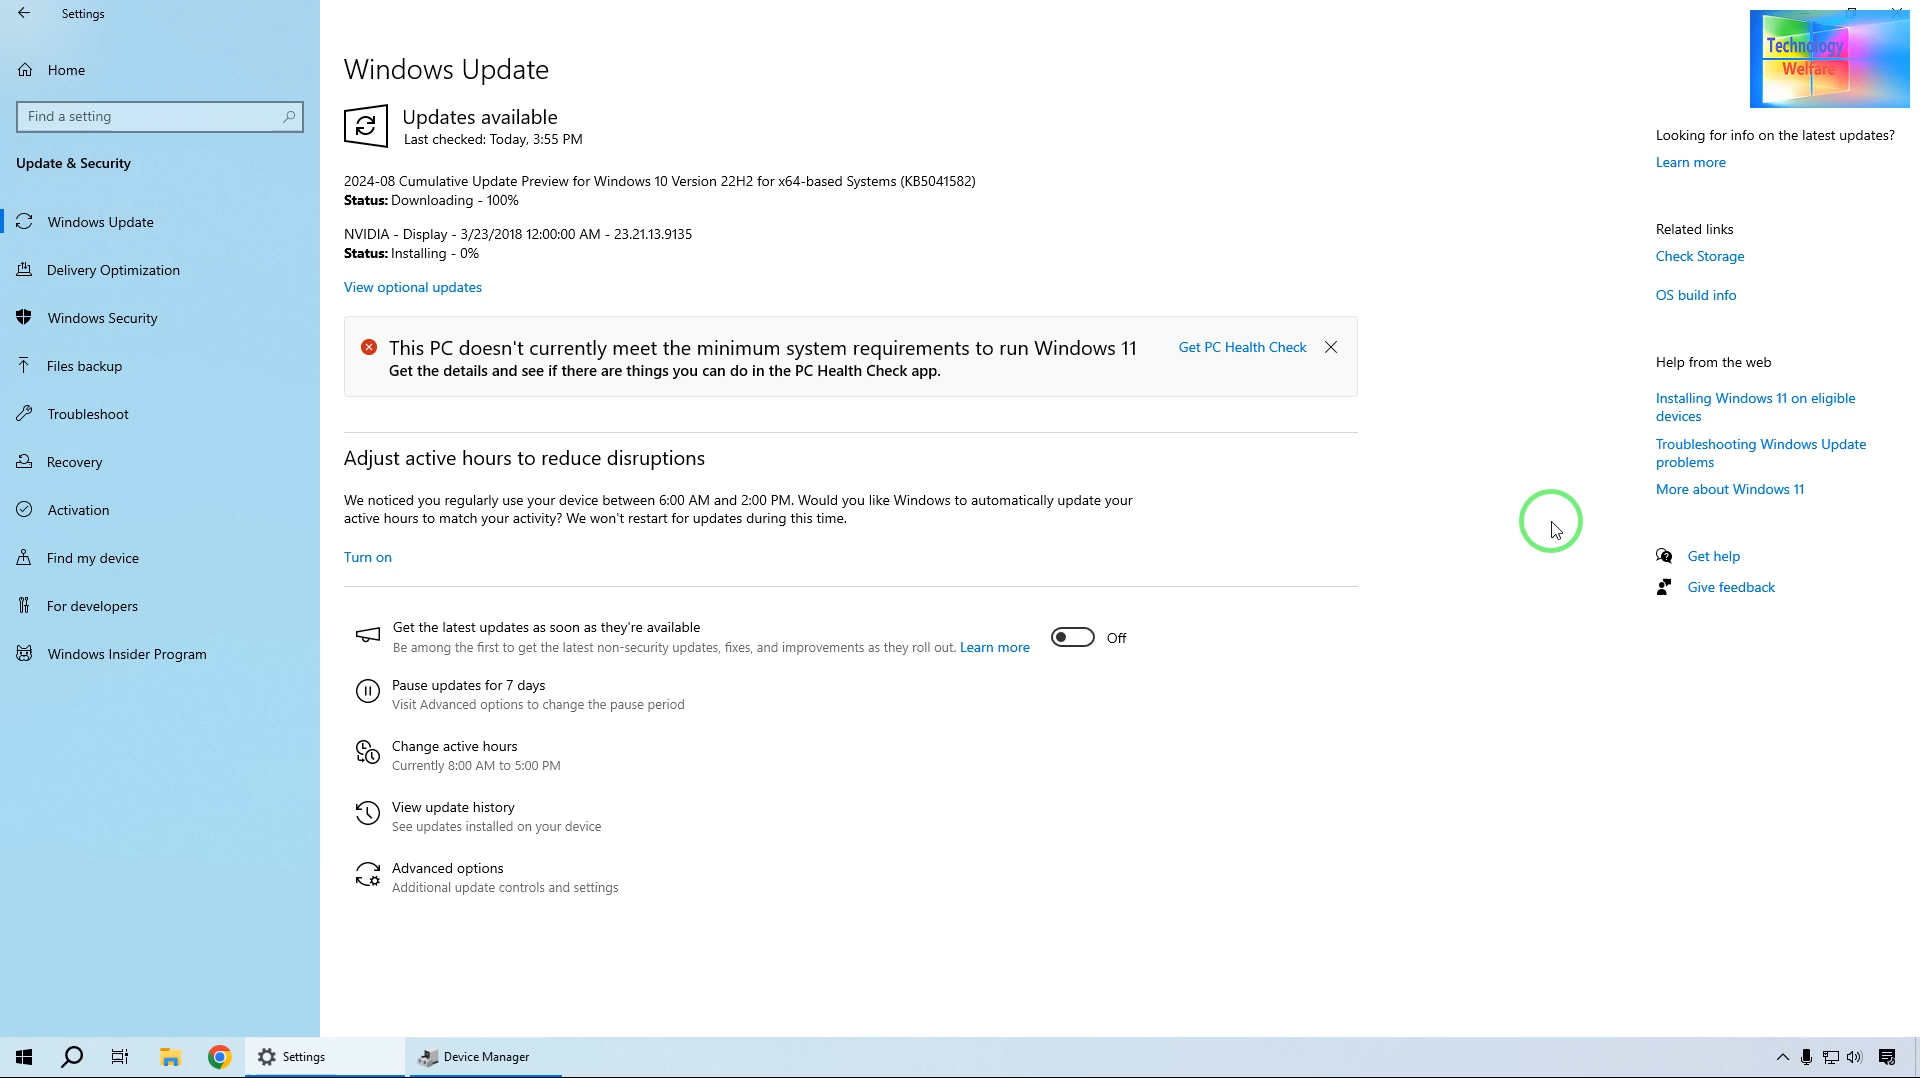 Settings
Home
Find a setting
Update & Security
Windows Update
Delivery Optimization
Windows Security
Files backup
Troubleshoot
Recovery
Activation
Find my device
For developers
Windows Insider Program
Windows Update
Updates available
Last checked: Today, 3:55 PM
2024-08 Cumulative Update Preview for Windows 10 Version 22H2 for x64-based Systems (KB5041582)
Status: Downloading - 100%
NVIDIA - Display - 3/23/2018 12:00:00 AM - 23.21.13.9135
Status: Installing - 0%
View optional updates
This PC doesn't currently meet the minimum system requirements to run Windows 11
Get the details and see if there are things you can do in the PC Health Check app.
Get PC Health Check
Adjust active hours to reduce disruptions
We noticed you regularly use your device between 6:00 AM and 2:00 PM. Would you like Windows to automatically update your
active hours to match your activity? We won't restart for updates during this time.
Turn on
Get the latest updates as soon as they're available
Be among the first to get the latest non-security updates, fixes, and improvements as they roll out. Learn more
Off
Pause updates for 7 days
Visit Advanced options to change the pause period
Change active hours
Currently 8:00 AM to 5:00 PM
View update history
See updates installed on your device
Advanced options
Additional update controls and settings
Technology
Welfare
Looking for info on the latest updates?
Learn more
Related links
Check Storage
OS build info
Help from the web
Installing Windows 11 on eligible
devices
Troubleshooting Windows Update
problems
More about Windows 11
Get help
Give feedback
Settings
Device Manager